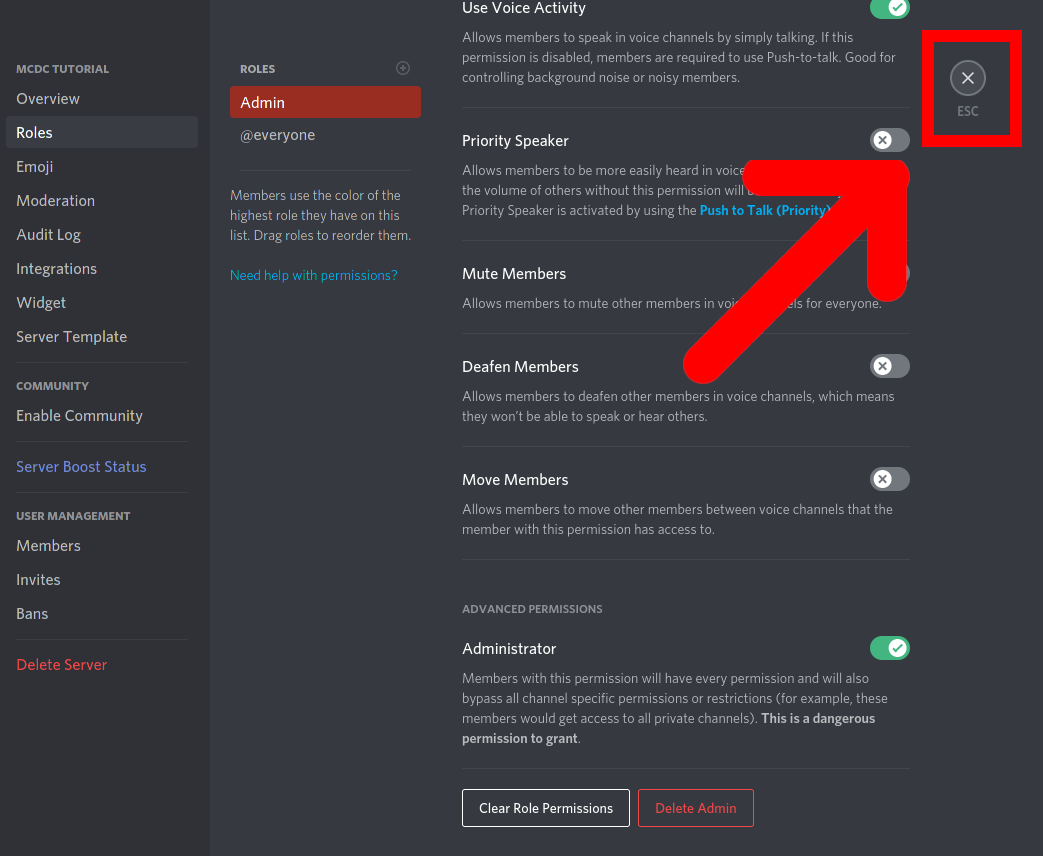 MCDC TUTORIAL
Overview
Roles
Emoji
Moderation
Audit Log
Integrations
Widget
Server Template
COMMUNITY
Enable Community
Server Boost Status
USER MANAGEMENT
Members
Invites
Bans
Delete Server
ROLES
Admin
@everyone
Members use the color of the
highest role they have on this
list. Drag roles to reorder them.
Need help with permissions?
Use Voice Activity
Allows members to speak in voice channels by simply talking. If this
permission is disabled, members are required to use Push-to-talk. Good for
controlling background noise or noisy members.
Priority Speaker
Allows members to be more easily heard in voice
the volume of others without this permission will
Priority Speaker is activated by using the Push to Talk (Priority)
Mute Members
Allows members to mute other members in for everyone.
Deafen Members
Allows members to deafen other members in voice channels, which means
they won't be able to speak or hear others.
Move Members
Allows members to move other members between voice channels that the
member with this permission has access to.
ADVANCED PERMISSIONS
Administrator
Members with this permission will have every permission and will also
bypass all channel specific permissions or restrictions (for example, these
members would get access to all private channels). This is a dangerous
permission to grant.
Clear Role Permissions
Delete Admin
ESC